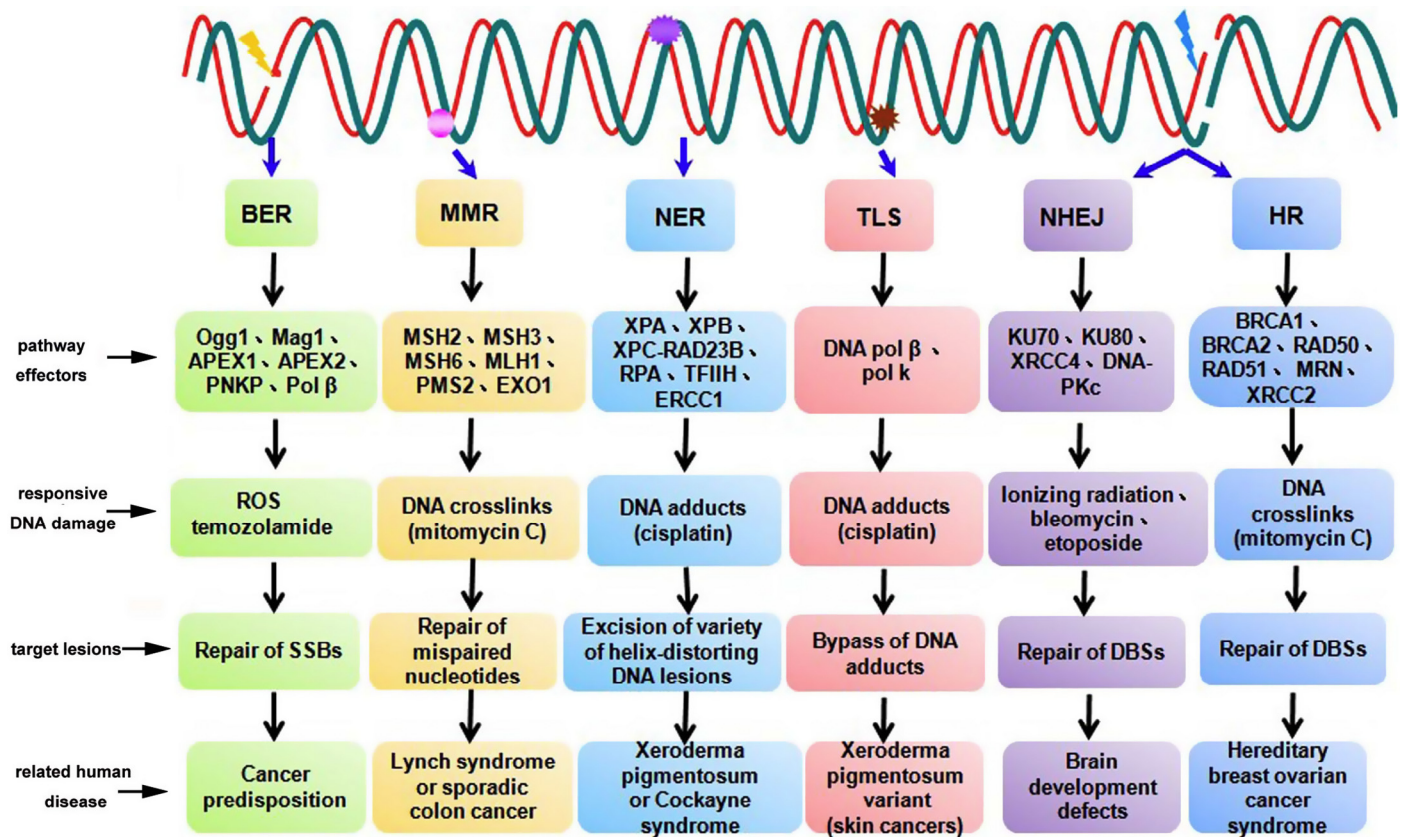 BER
MMR
NER
TLS
NHEJ
HR
pathway
effectors
Ogg1、Mag1、
APEX1、APEX2、
PNKP、Pol β
MSH2、MSH3、
MSH6、MLH1、
PMS2、EXO1
XPA、XPB、
XPC-RAD23B、
RPA、TFIIH、
ERCC1
DNA pol β、
pol k
KU70、KU80、
XRCC4、DNA-
PKc
BRCA1、
BRCA2、RAD50、
RAD51、MRN、
XRCC2
responsive
DNA damage
ROS
temozolamide
DNA crosslinks
(mitomycin C)
DNA adducts
(cisplatin)
DNA adducts
(cisplatin)
Ionizing radiation、
bleomycin、
etoposide
DNA
crosslinks
(mitomycin C)
target lesions
Repair of SSBs
Repair of
mispaired
nucleotides
Excision of variety
of helix-distorting
DNA lesions
Bypass of DNA
adducts
Repair of DBSs
Repair of DBSs
related human
disease
Cancer
predisposition
Lynch syndrome
or sporadic
colon cancer
Xeroderma
pigmentosum
or Cockayne
syndrome
Xeroderma
pigmentosum
variant
(skin cancers)
Brain
development
defects
Hereditary
breast ovarian
cancer
syndrome